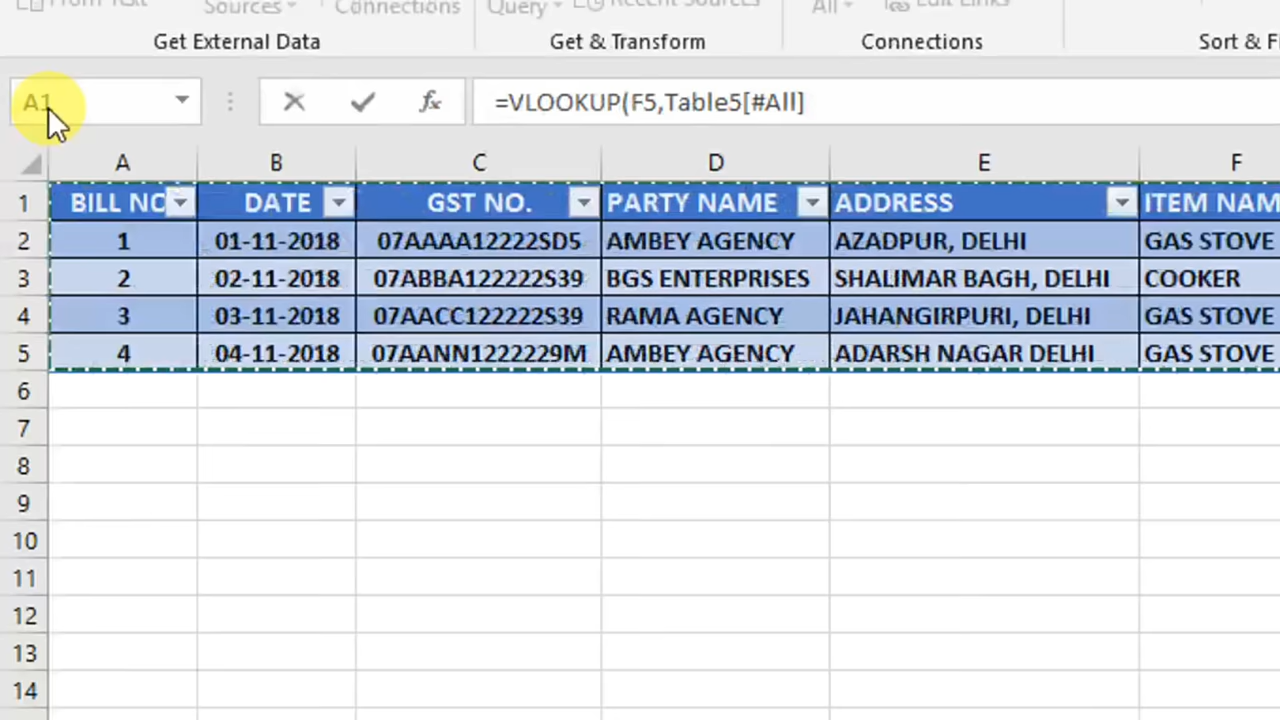 From Text Sources Connections Query Recent Sources All Edit Links
Get External Data Get & Transform Connections Sort &
A1 fx =VLOOKUP(F5,Table5[#All]
A B C D E F
1 BILL NO DATE GST NO. PARTY NAME ADDRESS ITEM NAM
2 1 01-11-2018 07AAAA12222SD5 AMBEY AGENCY AZADPUR, DELHI GAS STOVE
3 2 02-11-2018 07ABBA122222S39 BGS ENTERPRISES SHALIMAR BAGH, DELHI COOKER
4 3 03-11-2018 07AACC122222S39 RAMA AGENCY JAHANGIRPURI, DELHI GAS STOVE
5 4 04-11-2018 07AANN1222229M AMBEY AGENCY ADARSH NAGAR DELHI GAS STOVE
6
7
8
9
10
11
12
13
14